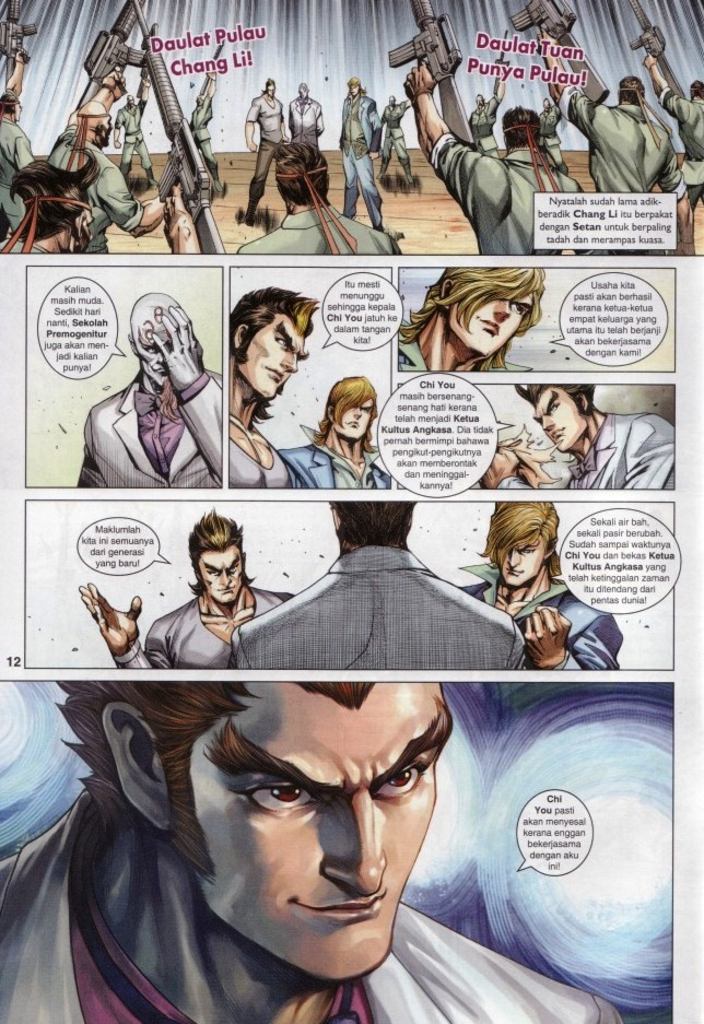 Daulat Pulau
Chang Li!
Daulat Tuan
Punya Pulau!
Nyatalah sudah lama adik-
beradik Chang Li itu berpakat
dengan Setan untuk berpaling
tadah dan merampas kuasa.
Kalian
masih muda.
Sedikit hari
nanti, Sekolah
Premogenitur
juga akan men-
jadi kalian
punya!
Itu mesti
menunggu
sehingga kepala
Chi You jatuh ke
dalam tangan
kita!
Usaha kita
pasti akan berhasil
kerana ketua-ketua
empat keluarga yang
utama itu telah berjanji
akan bekerjasama
dengan kami!
Chi You
masih bersenang-
senang hati kerana
telah menjadi Ketua
Kultus Angkasa. Dia tidak
pernah bermimpi bahawa
pengikut-pengikutnya
akan memberontak
dan meninggal-
kannya!
Maklumlah
kita ini semuanya
dari generasi
yang baru!
Sekali air bah,
sekali pasir berubah.
Sudah sampai waktunya
Chi You dan bekas Ketua
Kultus Angkasa yang
telah ketinggalan zaman
itu ditendang dari
pentas dunia!
12
Chi
You pasti
akan menyesal
kerana enggan
bekerjasama
dengan aku
ini!